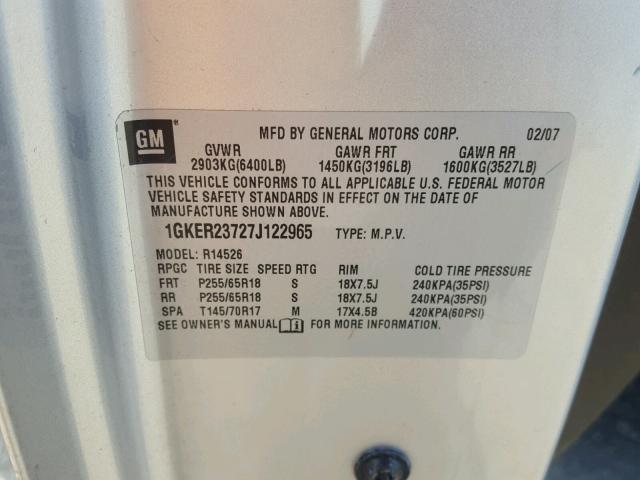 GM
MFD BY GENERAL MOTORS CORP. 02/07
GVWR GAWR FRT GAWR RR
2903KG(6400LB) 1450KG(3196LB) 1600KG(3527LB)
THIS VEHICLE CONFORMS TO ALL APPLICABLE U.S. FEDERAL MOTOR
VEHICLE SAFETY STANDARDS IN EFFECT ON THE DATE OF
MANUFACTURE SHOWN ABOVE.
1GKER23727J122965 TYPE: M.P.V.
MODEL: R14526
RPGC TIRE SIZE SPEED RTG RIM COLD TIRE PRESSURE
FRT P255/65R18 S 18X7.5J 240KPA(35PSI)
RR P255/65R18 S 18X7.5J 240KPA(35PSI)
SPA T145/70R17 M 17X4.5B 420KPA(60PSI)
SEE OWNER'S MANUAL FOR MORE INFORMATION.